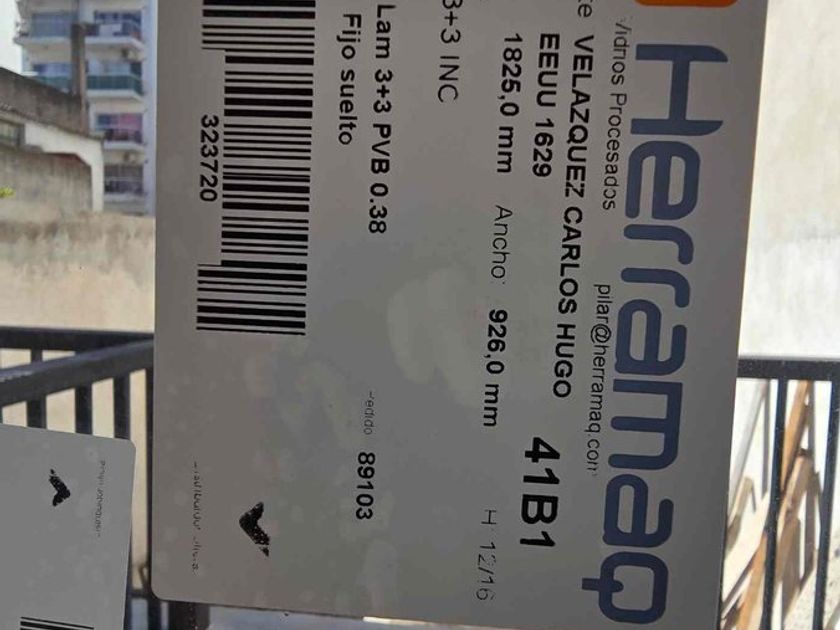 Herramaq
Vidrios Procesados pilar@herramaq.com
VELAZQUEZ CARLOS HUGO
EEUU 1629 41B1
1825,0 mm Ancho: 926,0 mm H: 12/16
3+3 INC
Lam 3+3 PVB 0.38
Fijo suelto 89103
323720